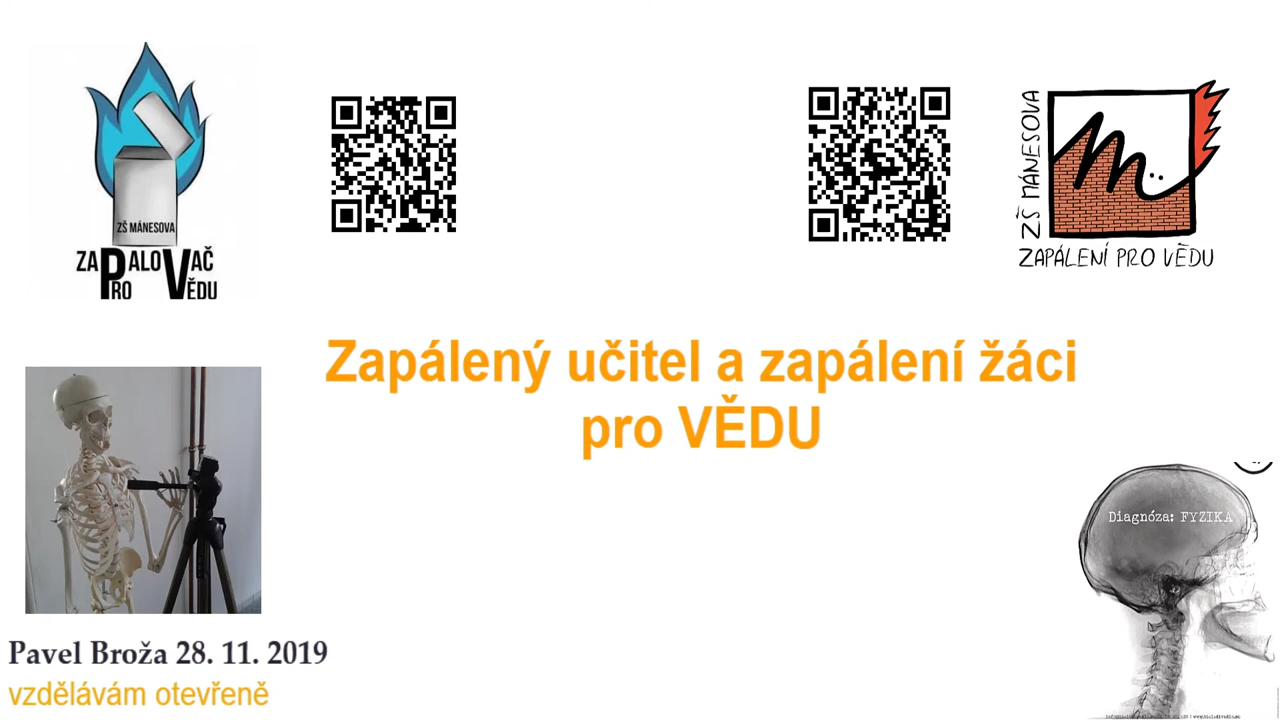 ZŠ MÁNESOVA
ZAPALOVAČ
PRO VĚDU
ZŠ MÁNESOVA
ZAPÁLENÍ PRO VĚDU
Zapálený učitel a zapálení žáci
pro VĚDU
Diagnóza: FYZIKA
Pavel Broža 28. 11. 2019
vzdělávám otevřeně